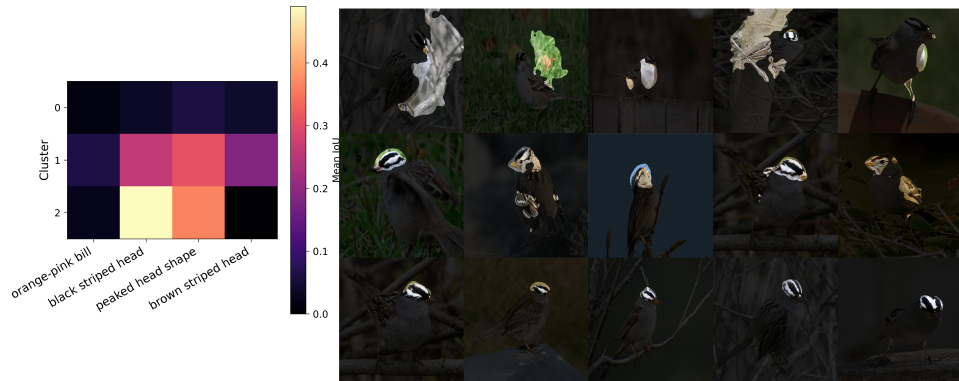 Cluster
0
1
2
orange-pink bill
black striped head
peaked head shape
brown striped head
0.4
0.3
0.2
0.1
0.0
Mean IoU